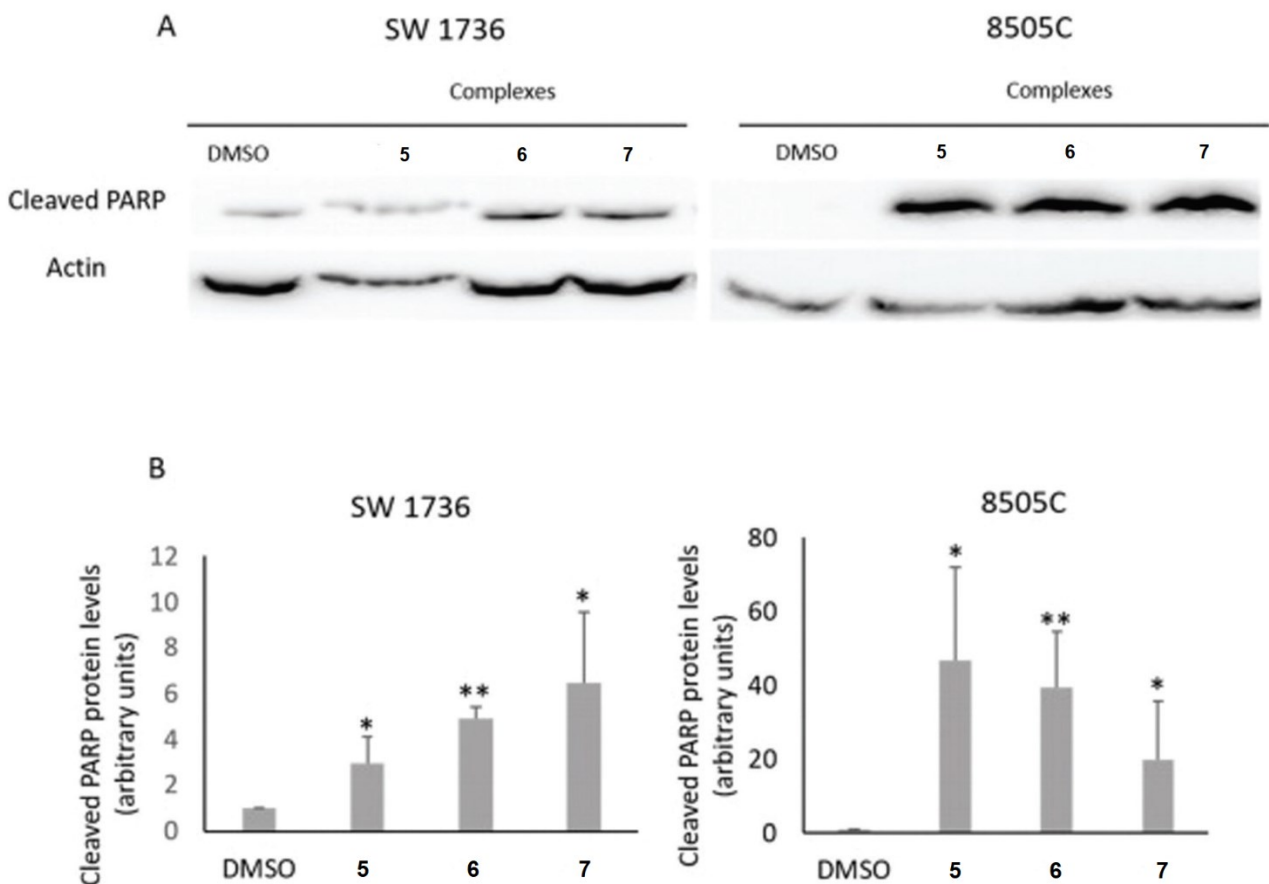 A
SW 1736
8505C
Complexes
Complexes
DMSO 5 6 7
DMSO 5 6 7
Cleaved PARP
Actin
B
SW 1736
8505C
Cleaved PARP protein levels
(arbitrary units)
12
10
8
6
4
2
0
*
**
*
DMSO 5 6 7
Cleaved PARP protein levels
(arbitrary units)
80
60
40
20
0
*
**
*
DMSO 5 6 7